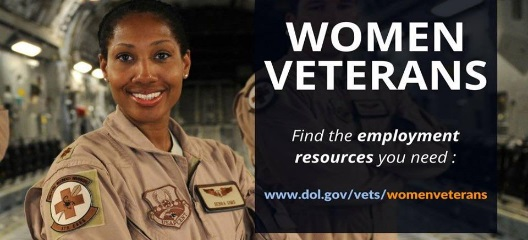 WOMEN
VETERANS
Find the employment
resources you need :
www.dol.gov/vets/womenveterans